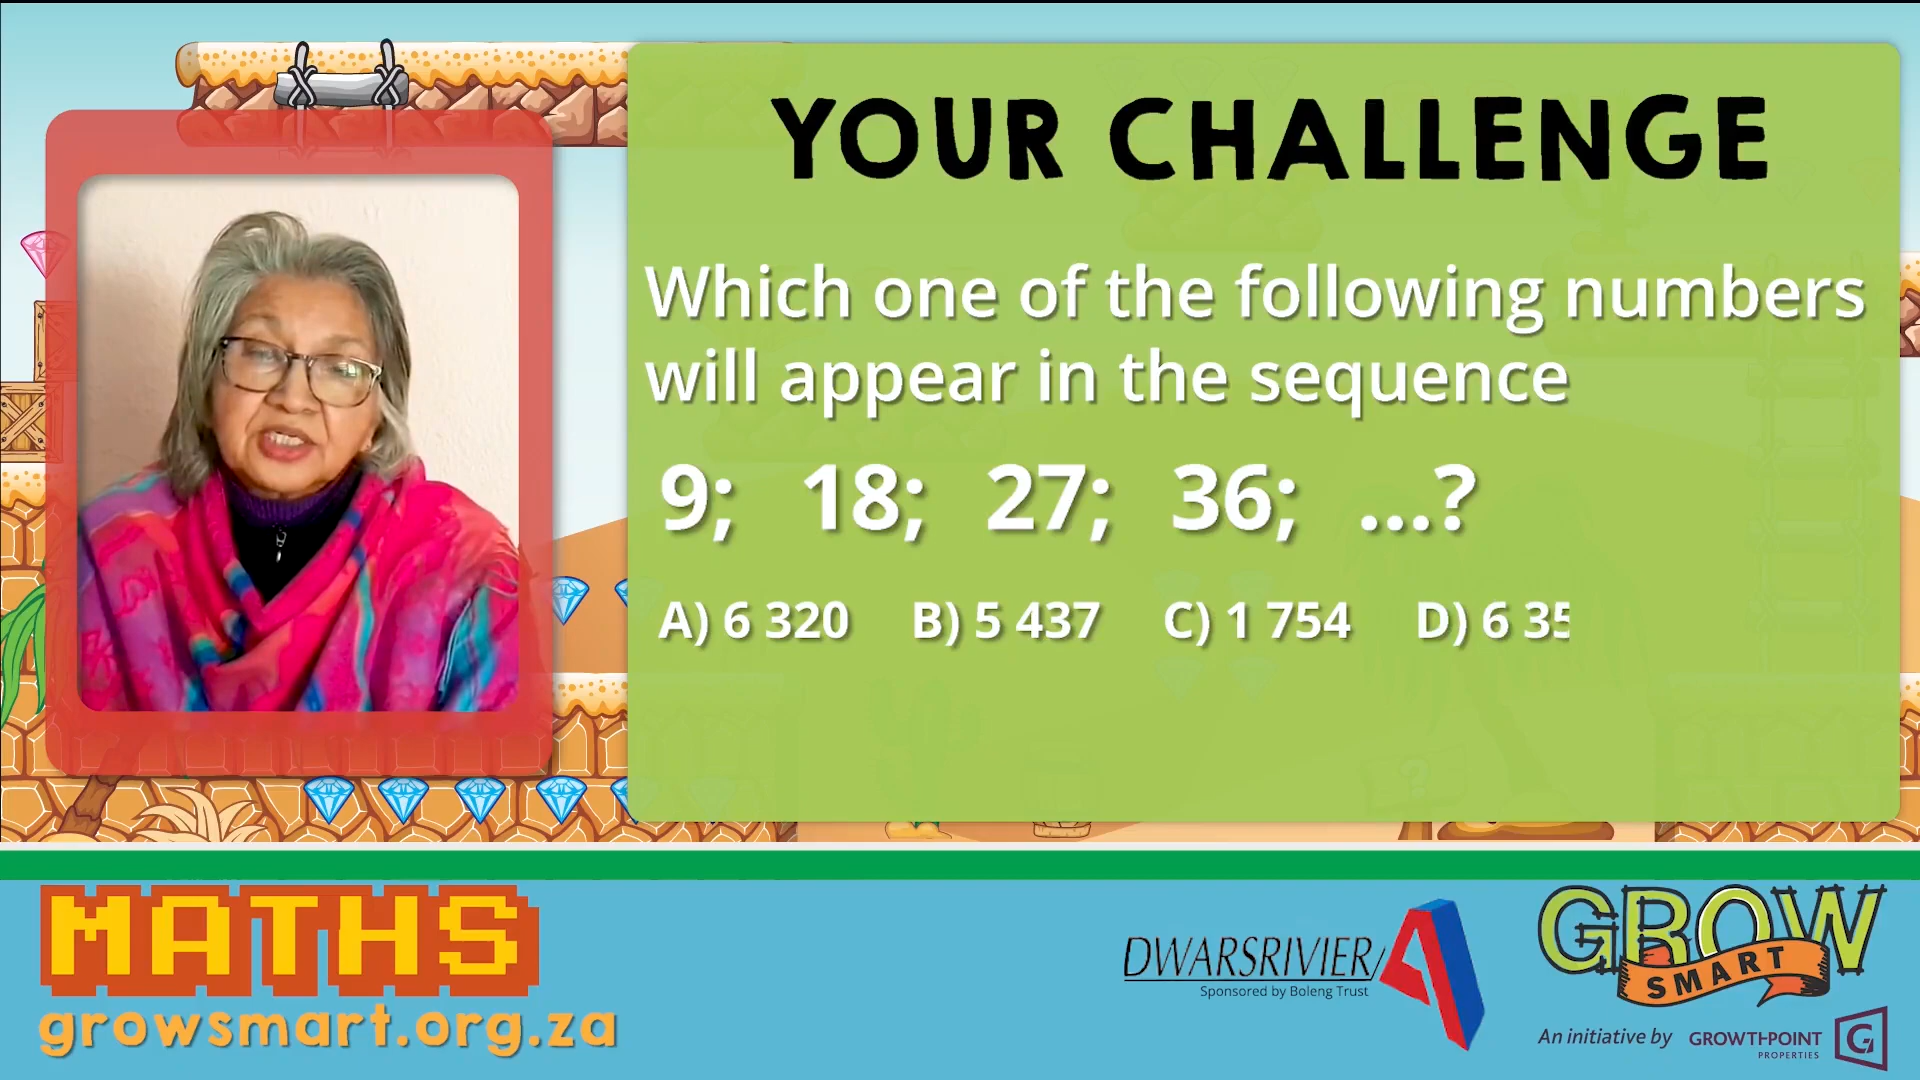 YOUR CHALLENGE
Which one of the following numbers
will appear in the sequence
9; 18; 27; 36; ...?
A) 6 320 B) 5 437 C) 1 754 D) 6 35
MATHS
growsmart.org.za
DWARSRIVIER
Sponsored by Boleng Trust
GROW
SMART
An initiative by GROWTHPOINT
PROPERTIES